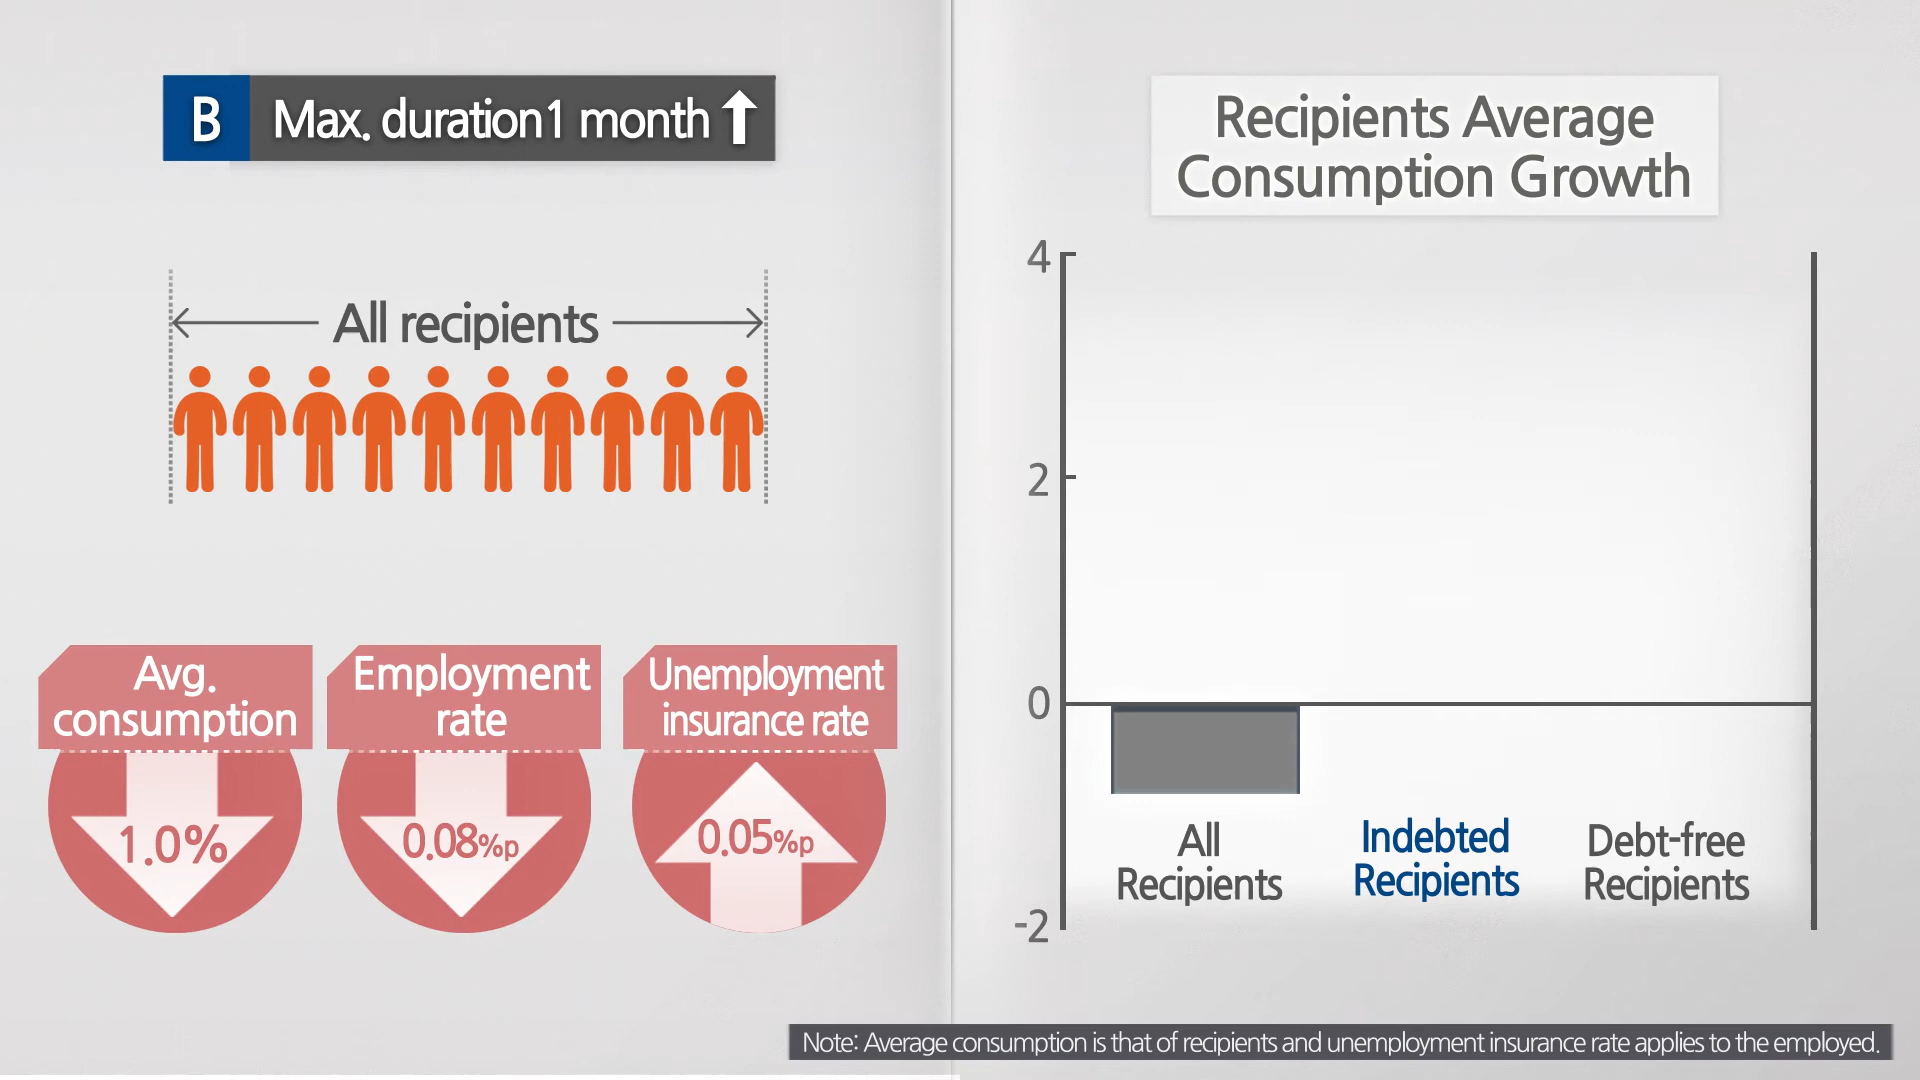 B Max. duration1 month
All recipients
Avg.
consumption
1.0%
Employment
rate
0.08%p
Unemployment
insurance rate
0.05%p
Recipients Average
Consumption Growth
4
2
0
-2
All
Recipients
Indebted
Recipients
Debt-free
Recipients
Note: Average consumption is that of recipients and unemployment insurance rate applies to the employed.